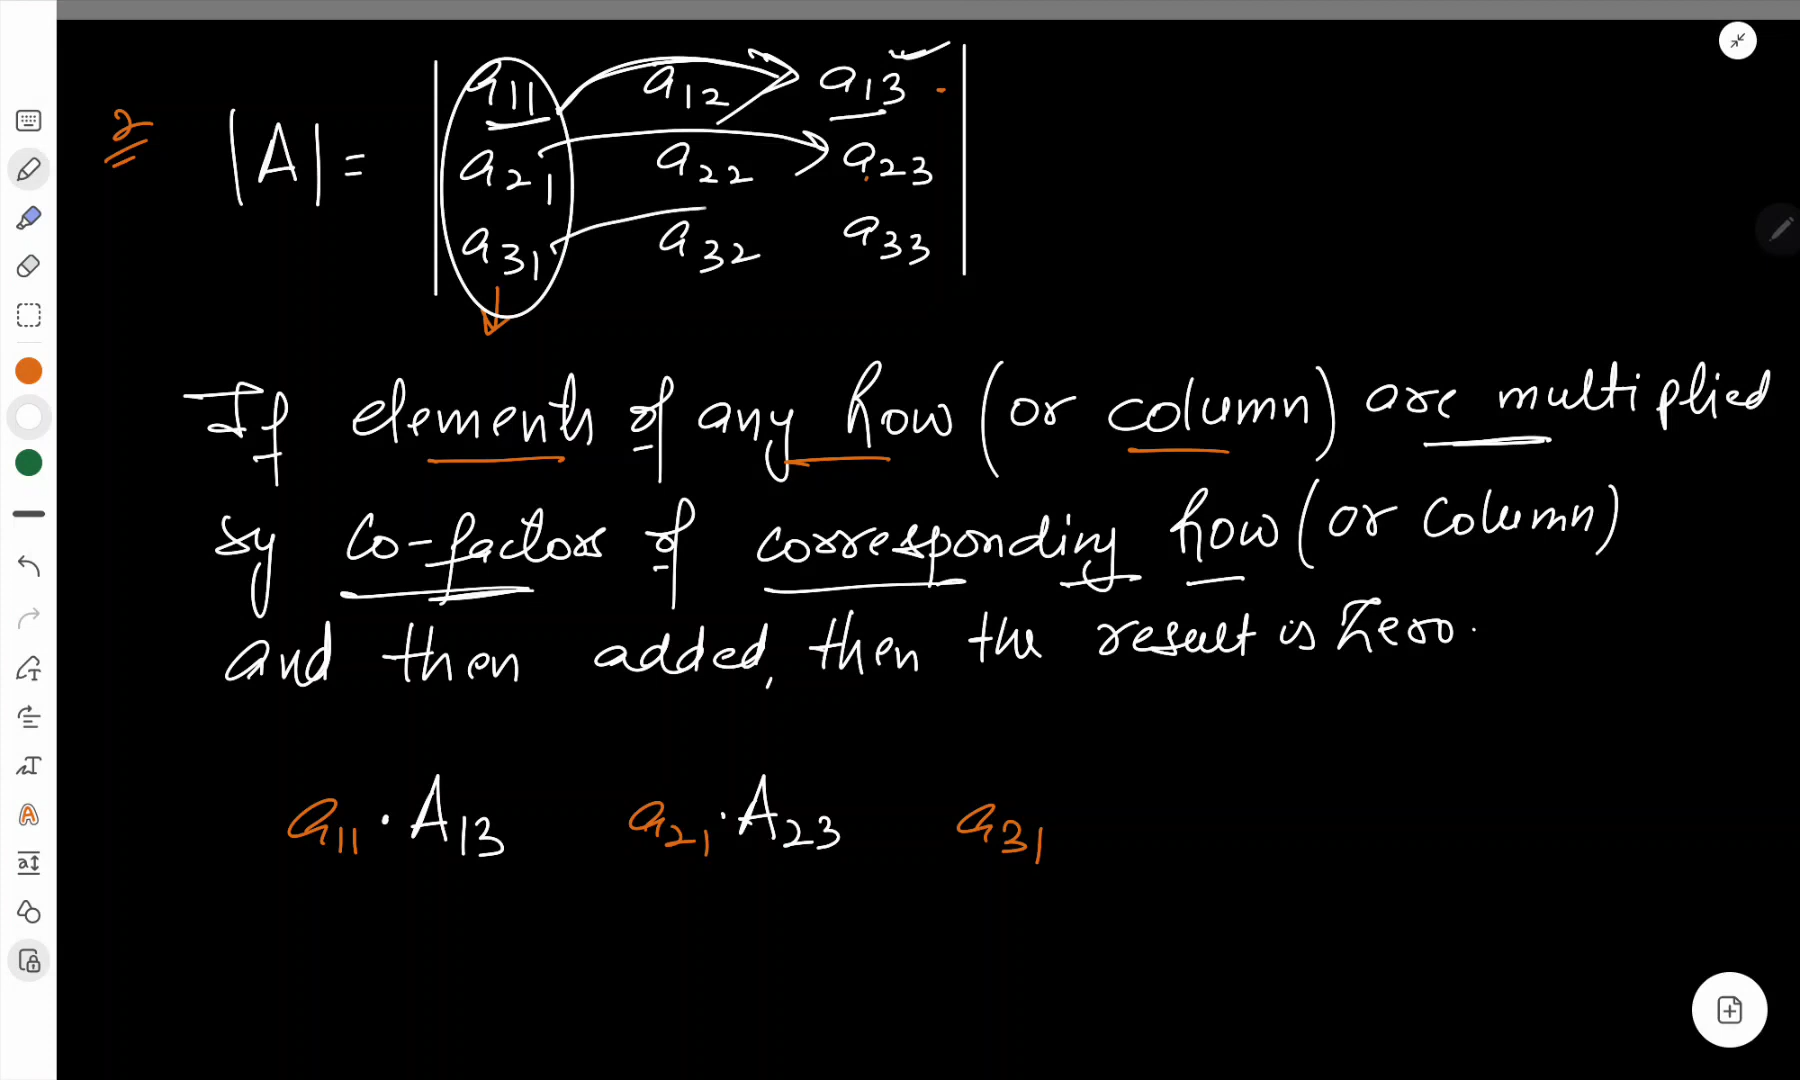 2
|A| = | a11 a12 a13 |
a21 a22 a23
a31 a32 a33
If elements of any row (or column) are multiplied
by co-factors of corresponding row (or column)
and then added, then the result is zero.
a11 · A13 a21 · A23 a31